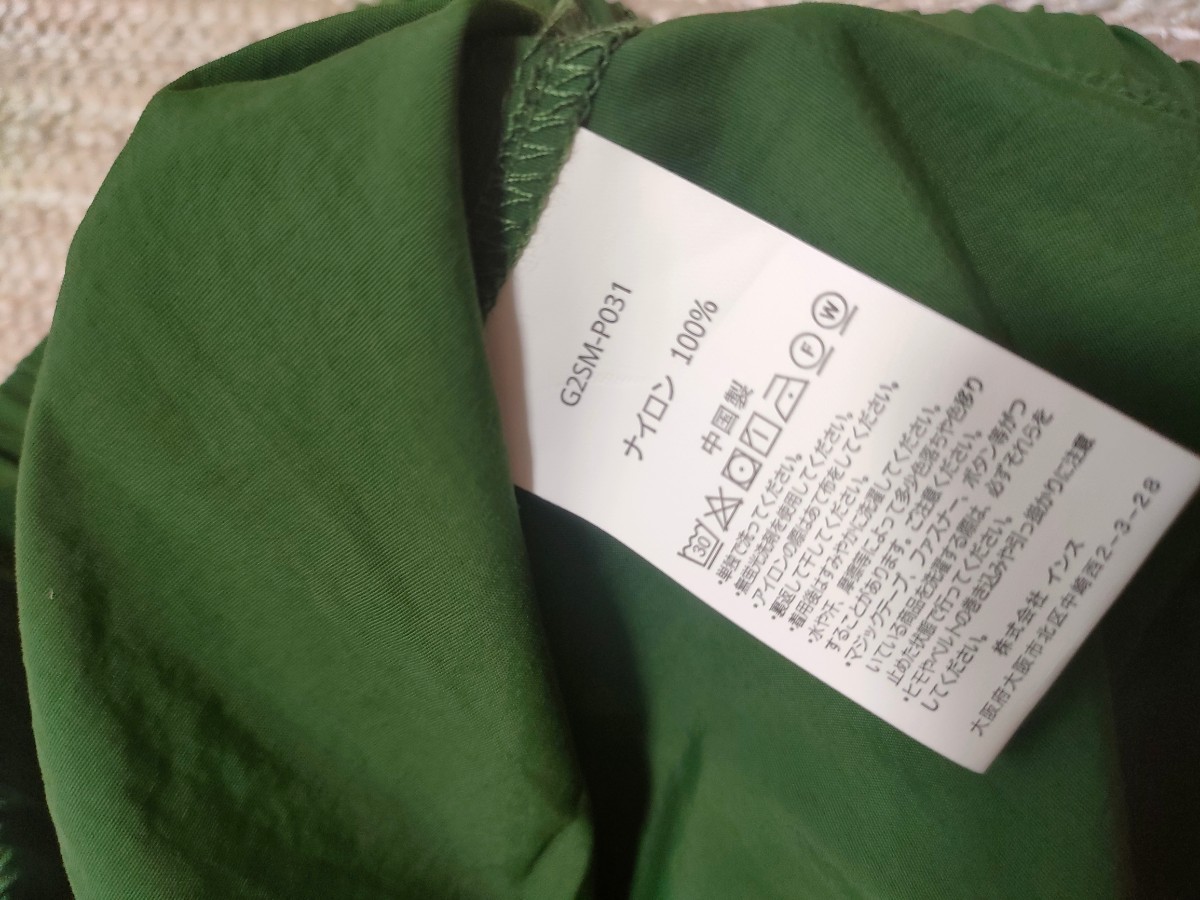 G2SM-P031
ナイロン 100%
中国製
30 F W
・単独で洗ってください。
・無蛍光洗剤を使用してください。
・アイロンの際はあて布をしてください。
・裏返して干してください。
・着用後はすみやかに洗濯してください。
・水や汗、摩擦等によって多少色落ちや色移り
することがあります。ご注意ください。
・マジックテープ、ファスナー、ボタン等がつ
いている商品を洗濯する際は、必ずそれらを
止めた状態で行ってください。
・ヒモやベルトの巻き込みや引っ掛かりに注意
してください。
株式会社 インス
大阪府大阪市北区中崎西2-3-28